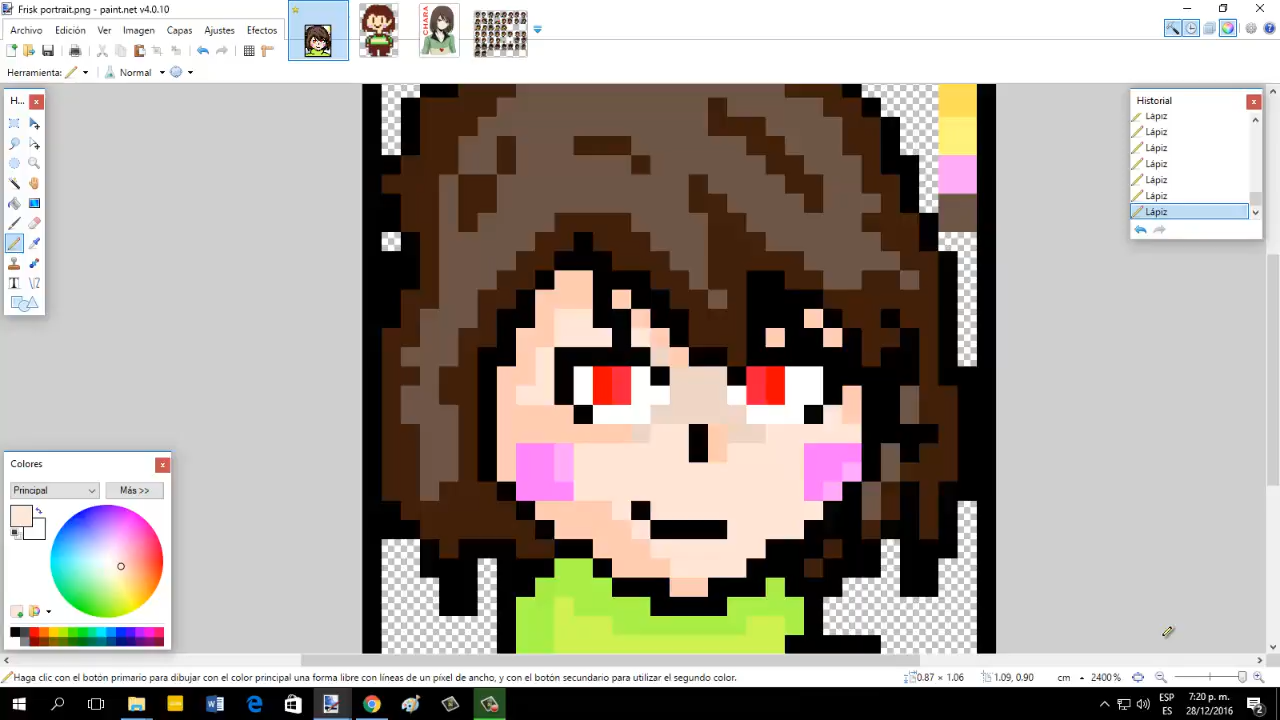 Frisk portrait.png - paint.net v4.0.10
Archivo Edición Ver Imagen Capas Ajustes Efectos
CHARA
Herramienta: Normal
H...
Historial
Lápiz
Lápiz
Lápiz
Lápiz
Lápiz
Lápiz
Lápiz
Colores
Principal Más >>
Haga clic con el botón primario para dibujar con el color principal una forma libre con líneas de un píxel de ancho, y con el botón secundario para utilizar el segundo color. 0.87 × 1.06 1.09, 0.90 cm 2400%
ESP 7:20 p. m.
ES 28/12/2016
2